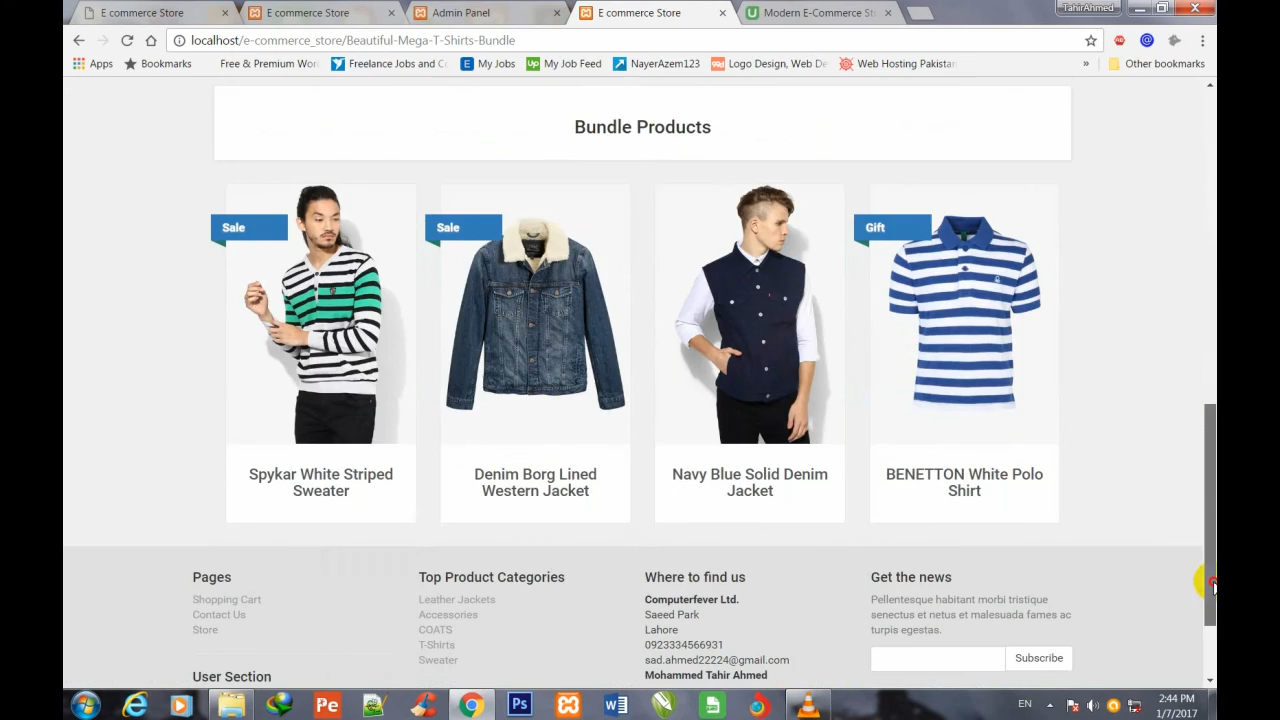 E commerce Store
E commerce Store
Admin Panel
E commerce Store
Modern E-Commerce St
TahirAhmed
localhost/e-commerce_store/Beautiful-Mega-T-Shirts-Bundle
Apps
Bookmarks
Free & Premium Wor
Freelance Jobs and C
My Jobs
My Job Feed
NayerAzem123
Logo Design, Web De
Web Hosting Pakistan
»
Other bookmarks
Bundle Products
Sale
Sale
Gift
Spykar White Striped
Sweater
Denim Borg Lined
Western Jacket
Navy Blue Solid Denim
Jacket
BENETTON White Polo
Shirt
Pages
Shopping Cart
Contact Us
Store
User Section
Top Product Categories
Leather Jackets
Accessories
COATS
T-Shirts
Sweater
Where to find us
Computerfever Ltd.
Saeed Park
Lahore
0923334566931
sad.ahmed22224@gmail.com
Mohammed Tahir Ahmed
Get the news
Pellentesque habitant morbi tristique
senectus et netus et malesuada fames ac
turpis egestas.
Subscribe
EN
2:44 PM
1/7/2017